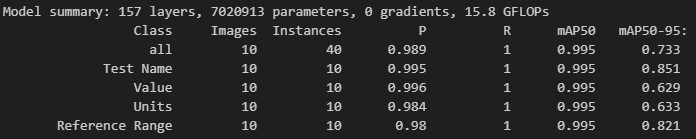 Model summary: 157 layers, 7020913 parameters, 0 gradients, 15.8 GFLOPs
Class Images Instances P R mAP50 mAP50-95:
all 10 40 0.989 1 0.995 0.733
Test Name 10 10 0.995 1 0.995 0.851
Value 10 10 0.996 1 0.995 0.629
Units 10 10 0.984 1 0.995 0.633
Reference Range 10 10 0.98 1 0.995 0.821